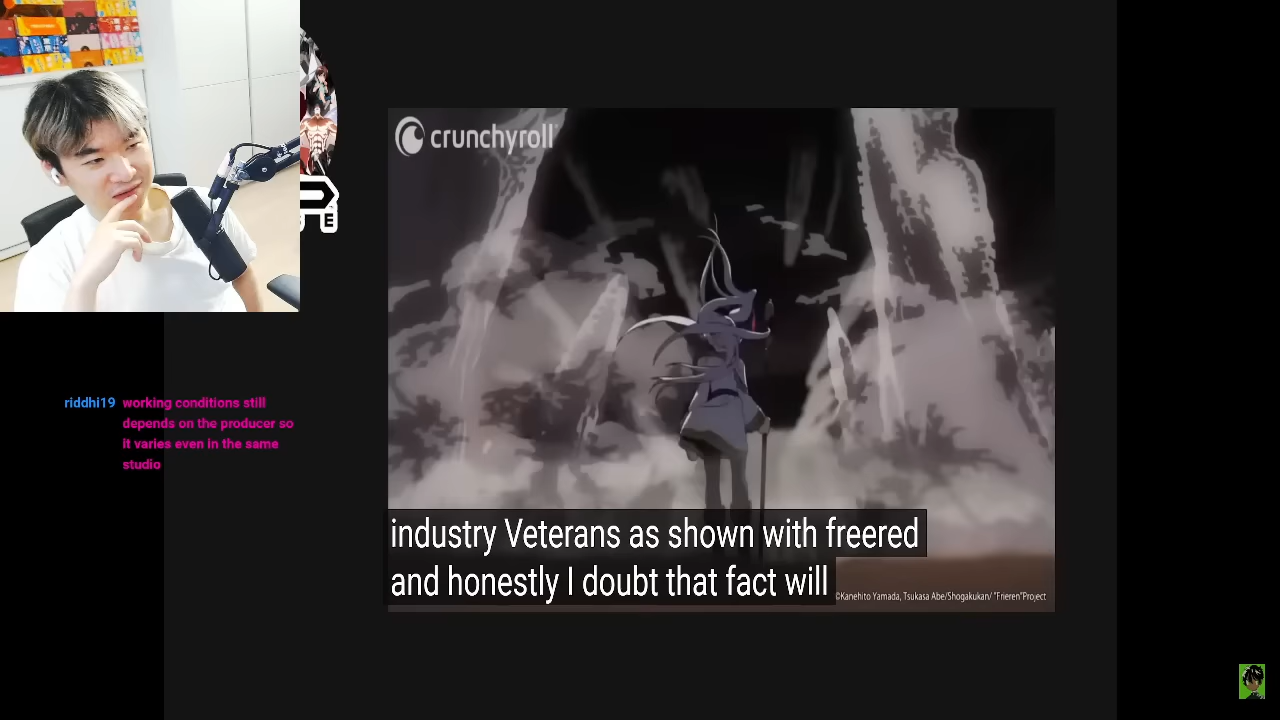 crunchyroll
E
riddhi19 working conditions still
depends on the producer so
it varies even in the same
studio
industry Veterans as shown with freered
and honestly I doubt that fact will
©Kanehito Yamada, Tsukasa Abe/Shogakukan/ "Frieren"Project